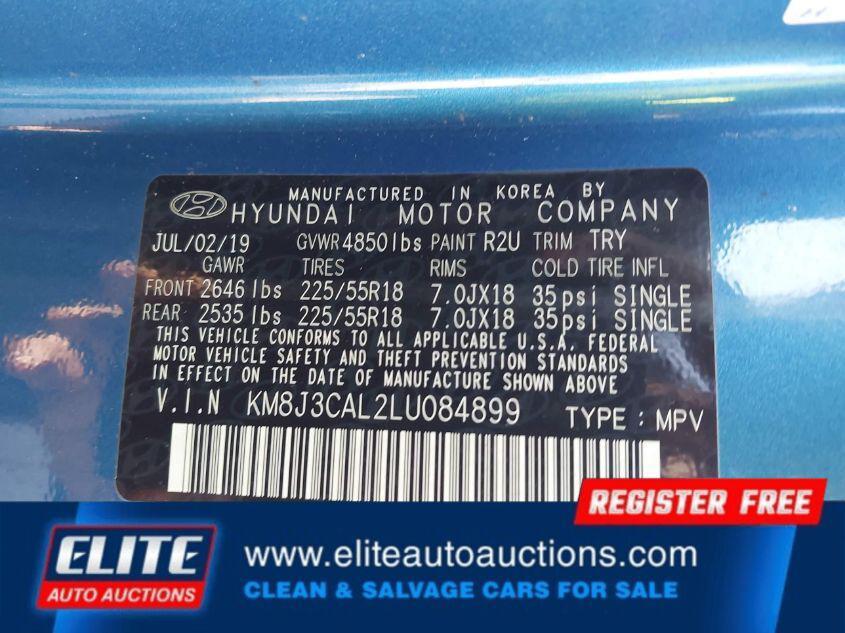 MANUFACTURED IN KOREA BY
HYUNDAI MOTOR COMPANY
JUL/02/19 GVWR 4850lbs PAINT R2U TRIM TRY
GAWR TIRES RIMS COLD TIRE INFL
FRONT 2646 lbs 225/55R18 7.0JX18 35psi SINGLE
REAR 2535 lbs 225/55R18 7.0JX18 35psi SINGLE
THIS VEHICLE CONFORMS TO ALL APPLICABLE U.S.A. FEDERAL
MOTOR VEHICLE SAFETY AND THEFT PREVENTION STANDARDS
IN EFFECT ON THE DATE OF MANUFACTURE SHOWN ABOVE
V.I.N KM8J3CAL2LU084899 TYPE : MPV
REGISTER FREE
ELITE
AUTO AUCTIONS
www.eliteautoauctions.com
CLEAN & SALVAGE CARS FOR SALE